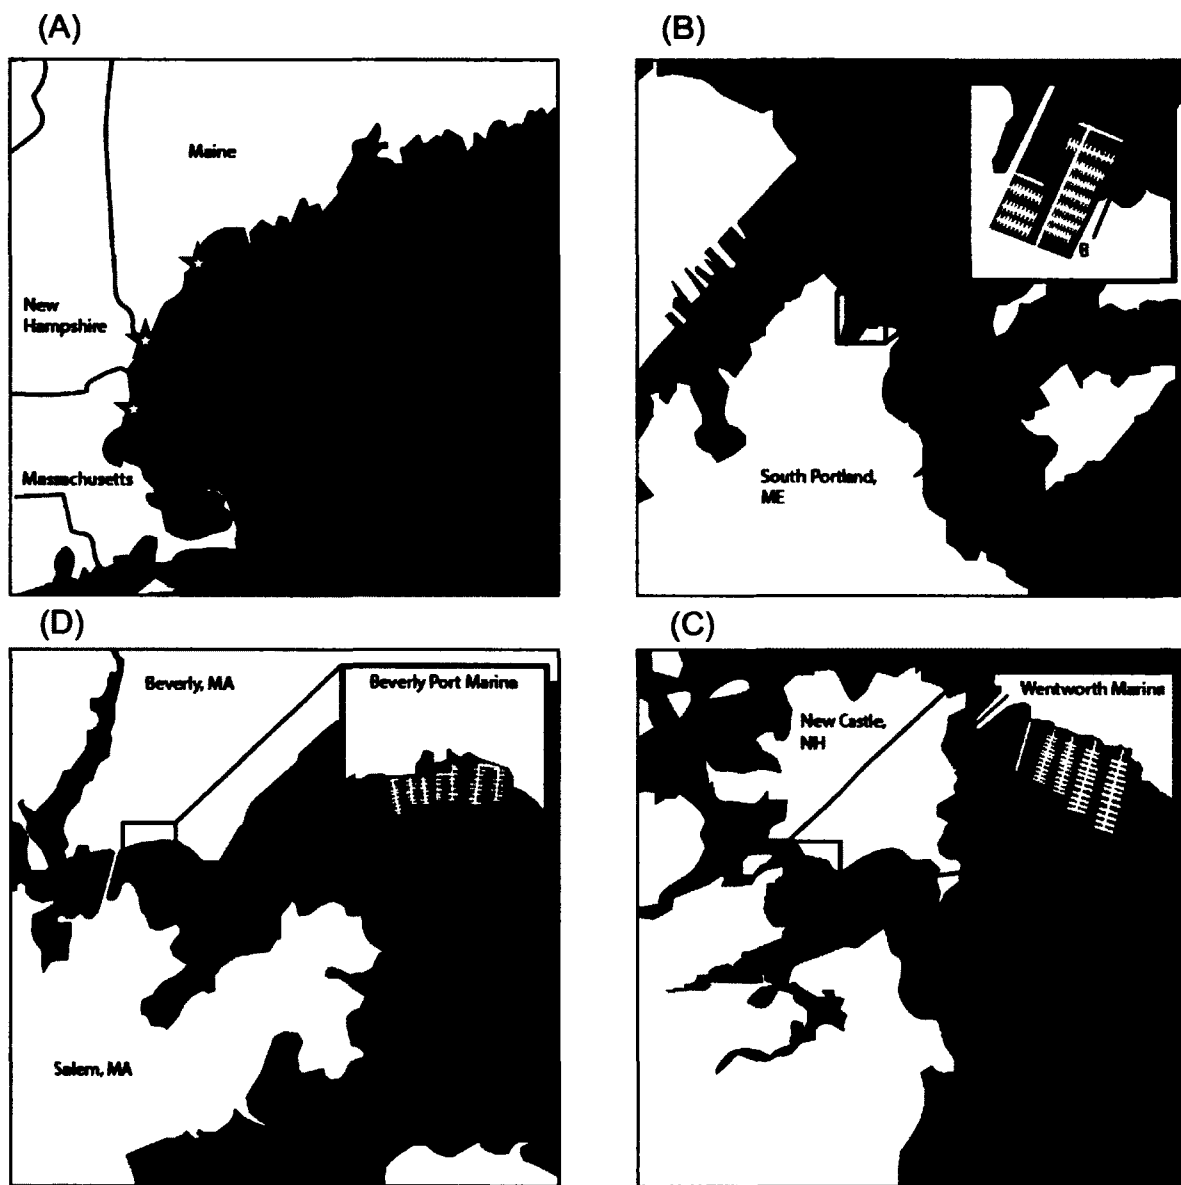 (A)
Maine
New
Hampshire
Massachusetts
(B)
South Portland,
ME
(D)
Beverly, MA
Beverly Port Marina
Salem, MA
(C)
New Castle,
NH
Wentworth Marina